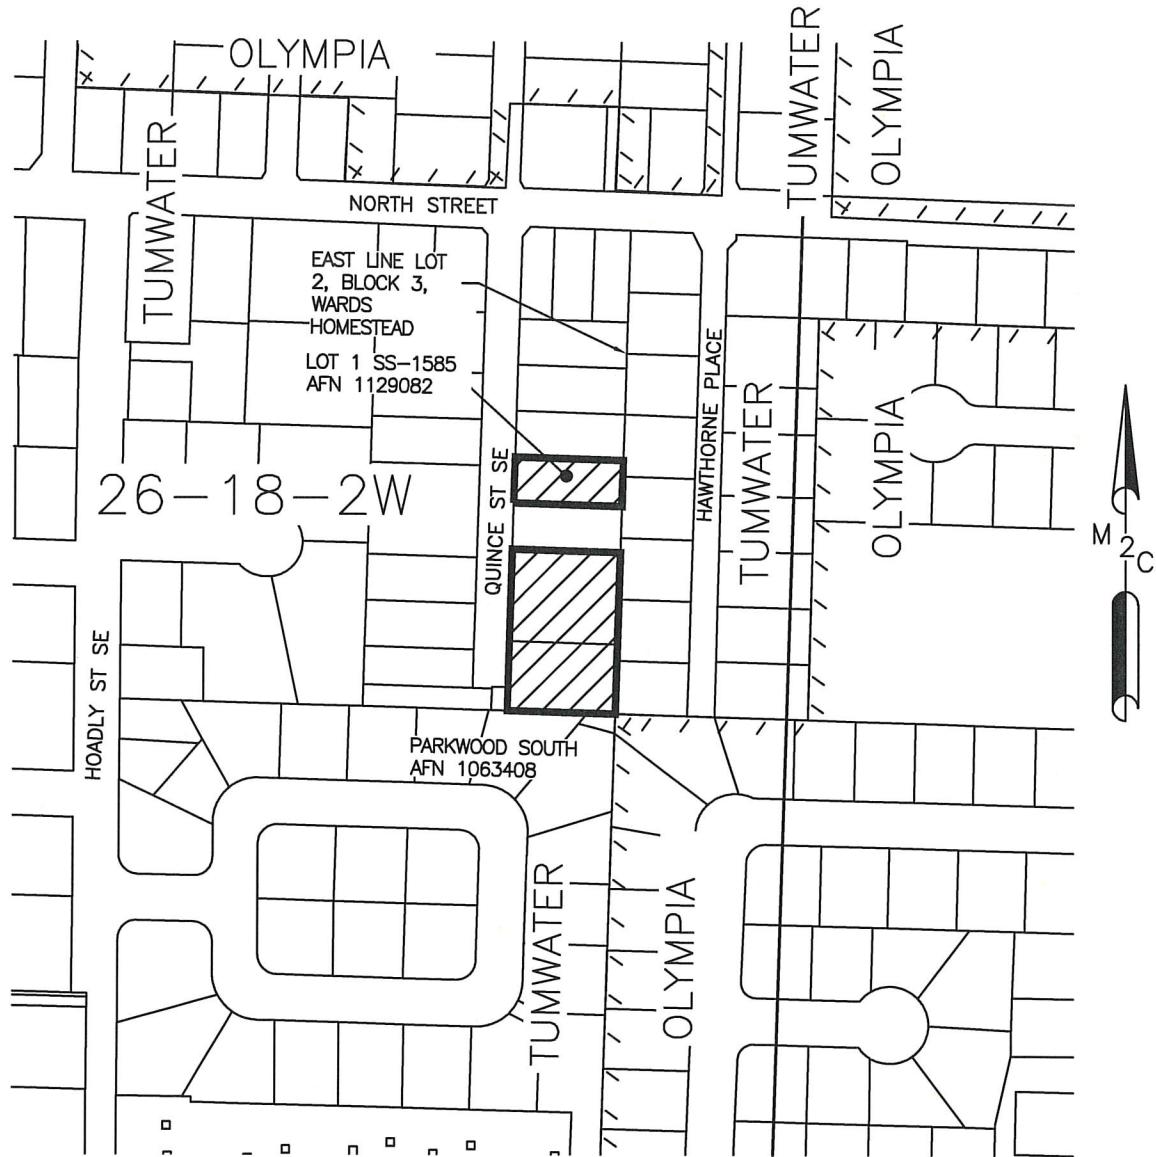 OLYMPIA
TUMWATER
OLYMPIA
TUMWATER
NORTH STREET
EAST LINE LOT
2, BLOCK 3,
WARDS
HOMESTEAD
LOT 1 SS-1585
AFN 1129082
HAWTHORNE PLACE
TUMWATER
OLYMPIA
26-18-2W
QUINCE ST SE
M2C
HOADLY ST SE
PARKWOOD SOUTH
AFN 1063408
TUMWATER
OLYMPIA